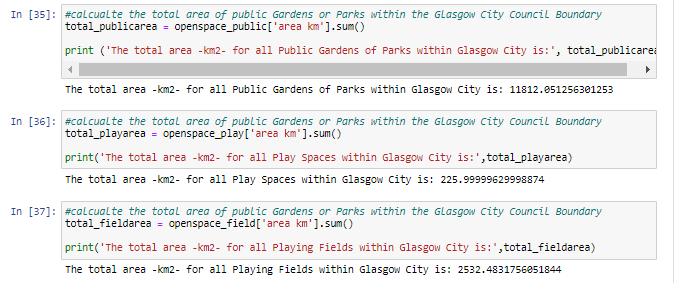 In [35]: #calcualte the total area of public Gardens or Parks within the Glasgow City Council Boundary
total_publicarea = openspace_public['area km'].sum()
print ('The total area -km2- for all Public Gardens of Parks within Glasgow City is:', total_publicarea
The total area -km2- for all Public Gardens of Parks within Glasgow City is: 11812.051256301253
In [36]: #calcualte the total area of public Gardens or Parks within the Glasgow City Council Boundary
total_playarea = openspace_play['area km'].sum()
print('The total area -km2- for all Play Spaces within Glasgow City is:',total_playarea)
The total area -km2- for all Play Spaces within Glasgow City is: 225.99999629998874
In [37]: #calcualte the total area of public Gardens or Parks within the Glasgow City Council Boundary
total_fieldarea = openspace_field['area km'].sum()
print('The total area -km2- for all Playing Fields within Glasgow City is:',total_fieldarea)
The total area -km2- for all Playing Fields within Glasgow City is: 2532.4831756051844